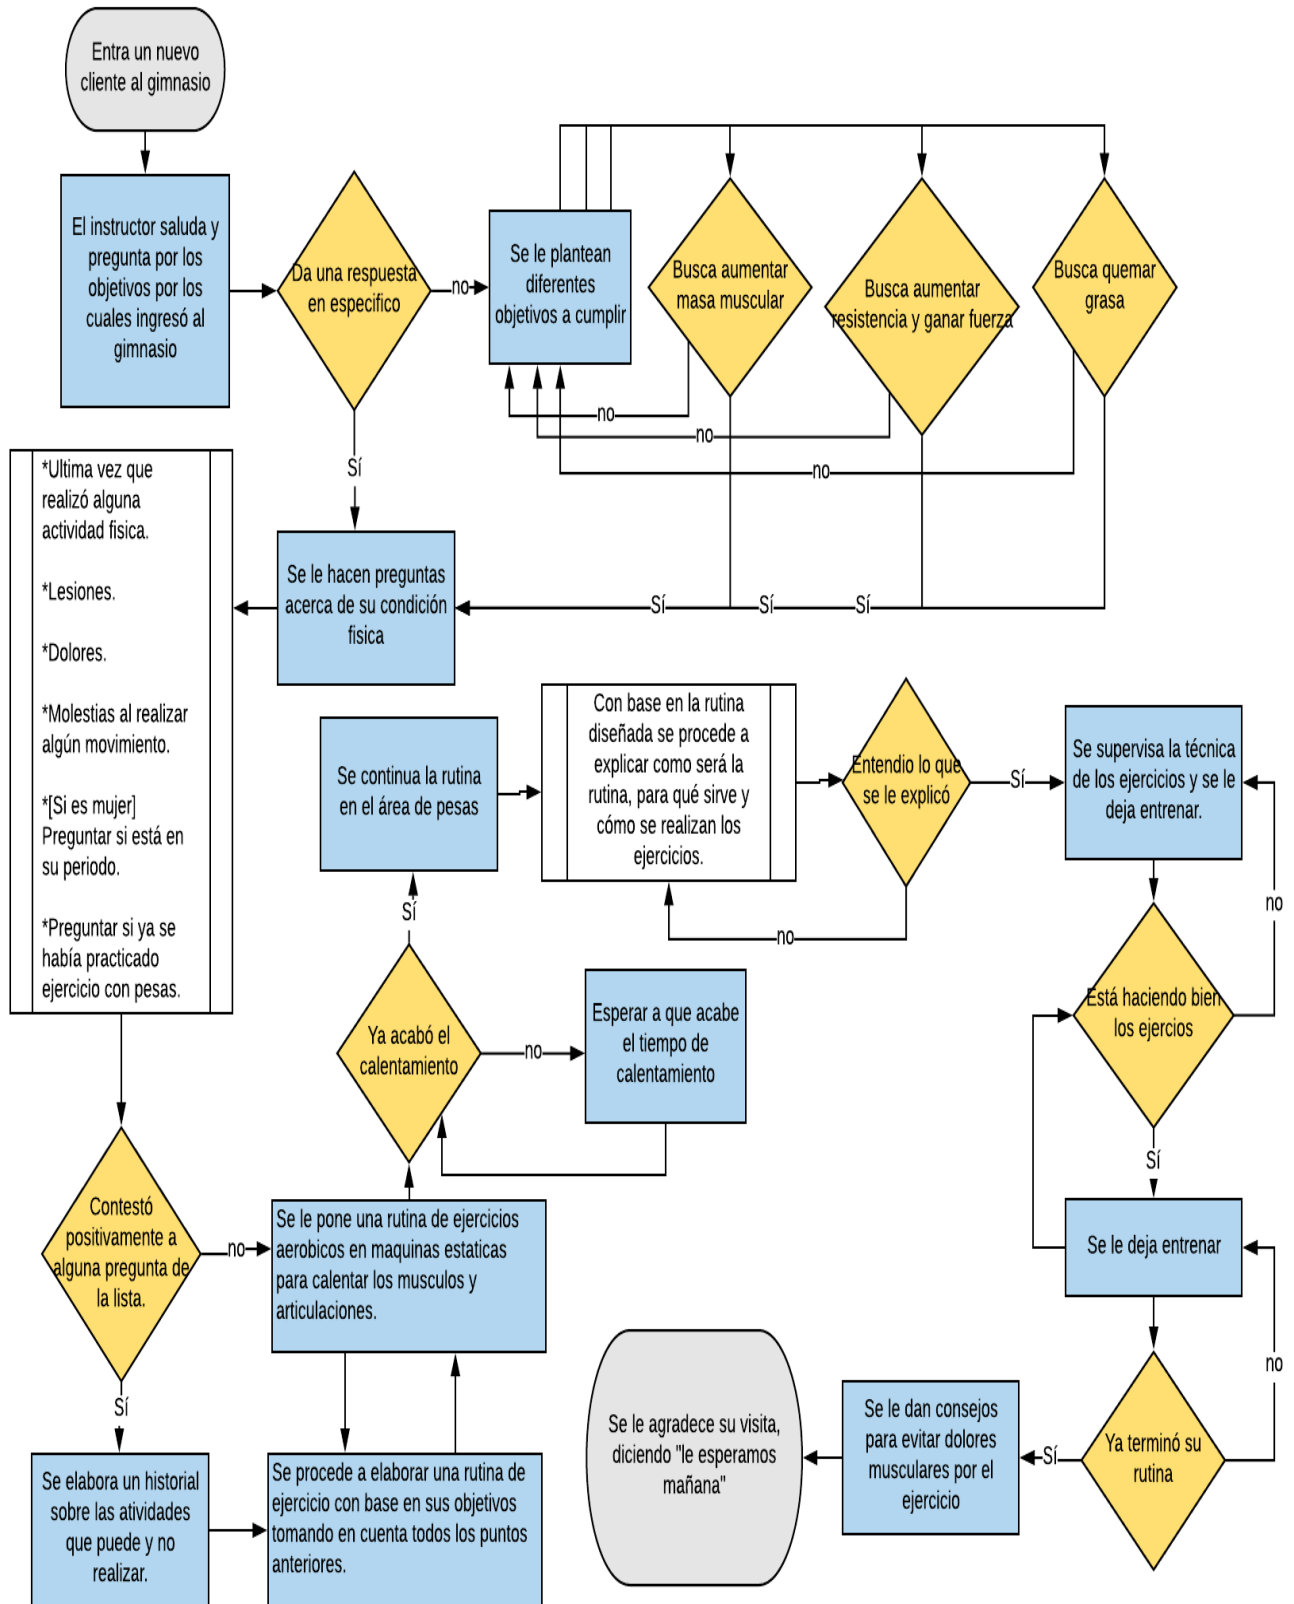 Entra un nuevo
cliente al gimnasio
El instructor saluda y
pregunta por los
objetivos por los
cuales ingresó al
gimnasio
Da una respuesta
en especifico
no
Sí
Se le plantean
diferentes
objetivos a cumplir
Busca aumentar
masa muscular
Busca aumentar
resistencia y ganar fuerza
Busca quemar
grasa
no
no
no
Sí
Sí
Sí
Se le hacen preguntas
acerca de su condición
fisica
*Ultima vez que
realizó alguna
actividad fisica.
*Lesiones.
*Dolores.
*Molestias al realizar
algún movimiento.
*[Si es mujer]
Preguntar si está en
su periodo.
*Preguntar si ya se
había practicado
ejercicio con pesas.
Contestó
positivamente a
alguna pregunta de
la lista.
no
Sí
Se elabora un historial
sobre las atividades
que puede y no
realizar.
Se procede a elaborar una rutina de
ejercicio con base en sus objetivos
tomando en cuenta todos los puntos
anteriores.
Se le pone una rutina de ejercicios
aerobicos en maquinas estaticas
para calentar los musculos y
articulaciones.
Ya acabó el
calentamiento
no
Esperar a que acabe
el tiempo de
calentamiento
Sí
Se continua la rutina
en el área de pesas
Con base en la rutina
diseñada se procede a
explicar como será la
rutina, para qué sirve y
cómo se realizan los
ejercicios.
Entendio lo que
se le explicó
no
Sí
Se supervisa la técnica
de los ejercicios y se le
deja entrenar.
no
Está haciendo bien
los ejercios
Sí
Se le deja entrenar
no
Ya terminó su
rutina
Sí
Se le dan consejos
para evitar dolores
musculares por el
ejercicio
Se le agradece su visita,
diciendo "le esperamos
mañana"